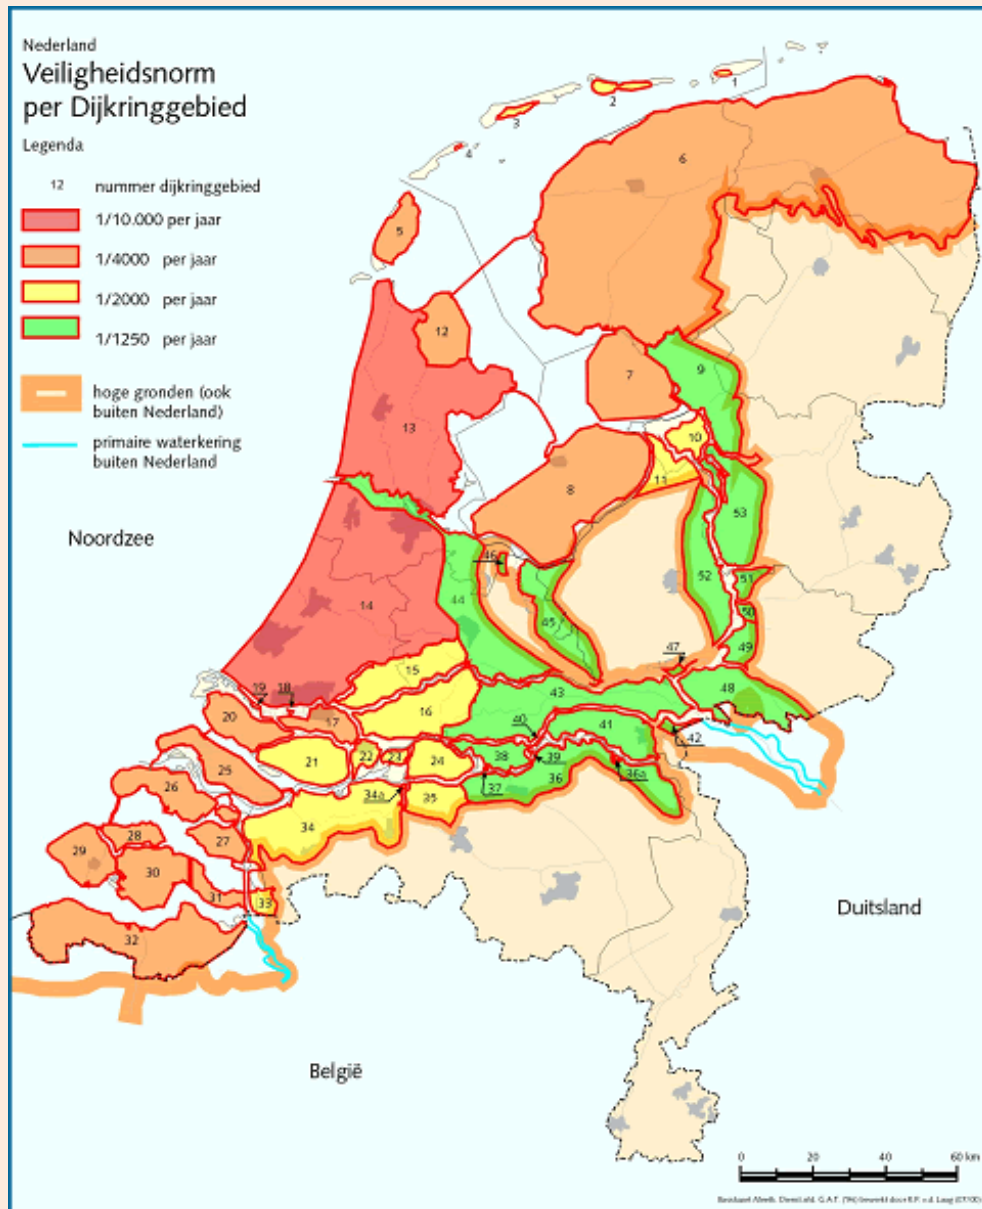 Nederland
Veiligheidsnorm
per Dijkringgebied
Legenda
12 nummer dijkringgebied
1/10.000 per jaar
1/4000 per jaar
1/2000 per jaar
1/1250 per jaar
hoge gronden (ook
buiten Nederland)
primaire waterkering
buiten Nederland
Noordzee
Duitsland
België
1
2
3
4
5
6
12
7
9
13
10
11
8
53
46
52
51
14
44
45
50
47
49
15
48
19
18
43
20
17
16
40
41
42
21
22
23
24
38
39
25
37
36
36a
26
34a
35
28
27
34
29
30
31
33
32
0 20 40 60 km